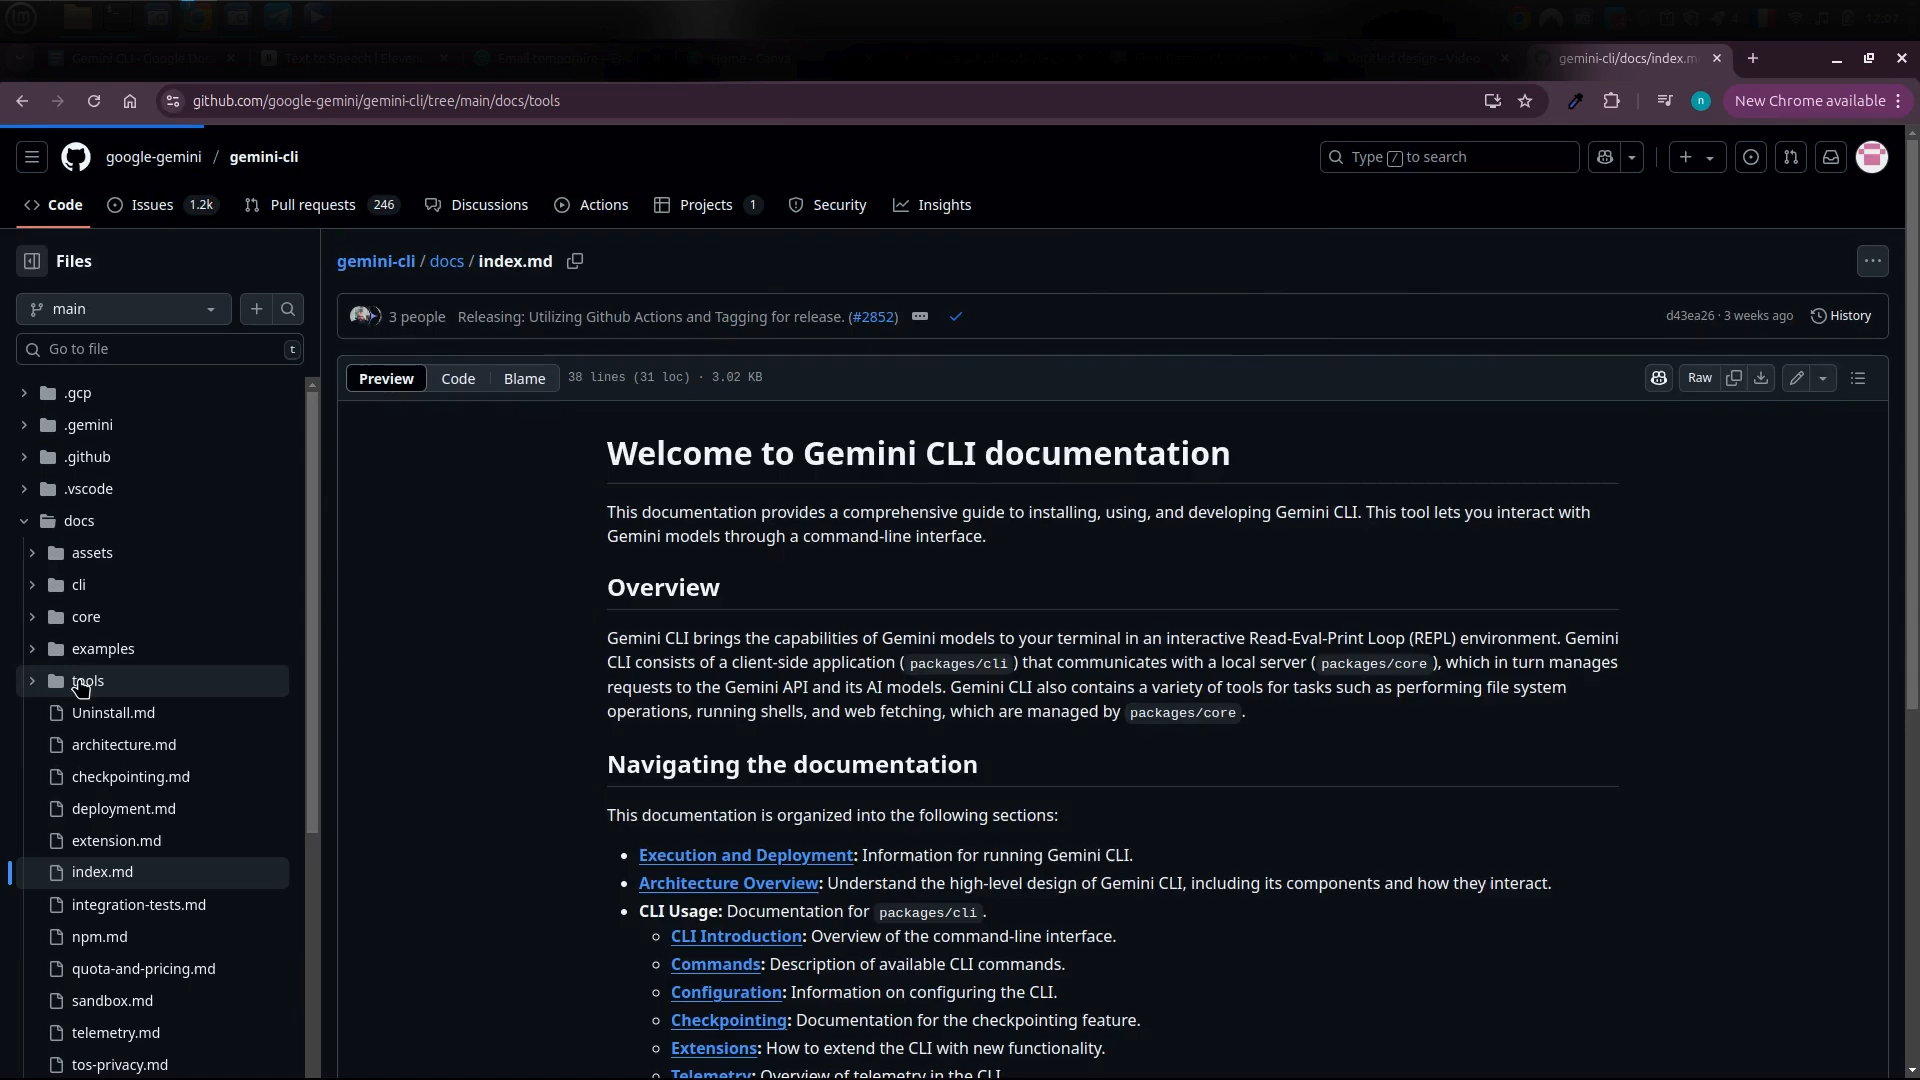 12:07
Gemini CLI - Google Doc
gemini-cli/docs/index.m
github.com/google-gemini/gemini-cli/tree/main/docs/tools
n
New Chrome available
google-gemini / gemini-cli
Type / to search
Code
Issues 1.2k
Pull requests 246
Discussions
Actions
Projects 1
Security
Insights
Files
main
Go to file
t
.gcp
.gemini
.github
.vscode
docs
assets
cli
core
examples
tools
Uninstall.md
architecture.md
checkpointing.md
deployment.md
extension.md
index.md
integration-tests.md
npm.md
quota-and-pricing.md
sandbox.md
telemetry.md
tos-privacy.md
gemini-cli / docs / index.md
3 people Releasing: Utilizing Github Actions and Tagging for release. (#2852)
d43ea26 · 3 weeks ago
History
Preview
Code
Blame
38 lines (31 loc) · 3.02 KB
Raw
Welcome to Gemini CLI documentation
This documentation provides a comprehensive guide to installing, using, and developing Gemini CLI. This tool lets you interact with
Gemini models through a command-line interface.
Overview
Gemini CLI brings the capabilities of Gemini models to your terminal in an interactive Read-Eval-Print Loop (REPL) environment. Gemini
CLI consists of a client-side application ( packages/cli ) that communicates with a local server ( packages/core ), which in turn manages
requests to the Gemini API and its AI models. Gemini CLI also contains a variety of tools for tasks such as performing file system
operations, running shells, and web fetching, which are managed by packages/core .
Navigating the documentation
This documentation is organized into the following sections:
• Execution and Deployment: Information for running Gemini CLI.
• Architecture Overview: Understand the high-level design of Gemini CLI, including its components and how they interact.
• CLI Usage: Documentation for packages/cli .
◦ CLI Introduction: Overview of the command-line interface.
◦ Commands: Description of available CLI commands.
◦ Configuration: Information on configuring the CLI.
◦ Checkpointing: Documentation for the checkpointing feature.
◦ Extensions: How to extend the CLI with new functionality.
◦ Telemetry: Overview of telemetry in the CLI.